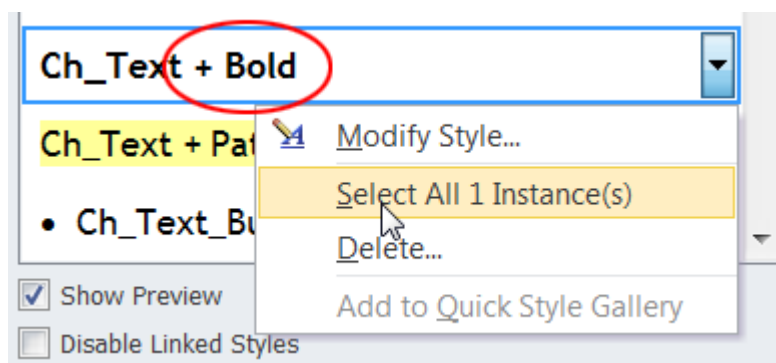 Ch_Text + Bold
Ch_Text + Pat
Modify Style...
Select All 1 Instance(s)
• Ch_Text_Bu
Delete...
Show Preview
Add to Quick Style Gallery
Disable Linked Styles